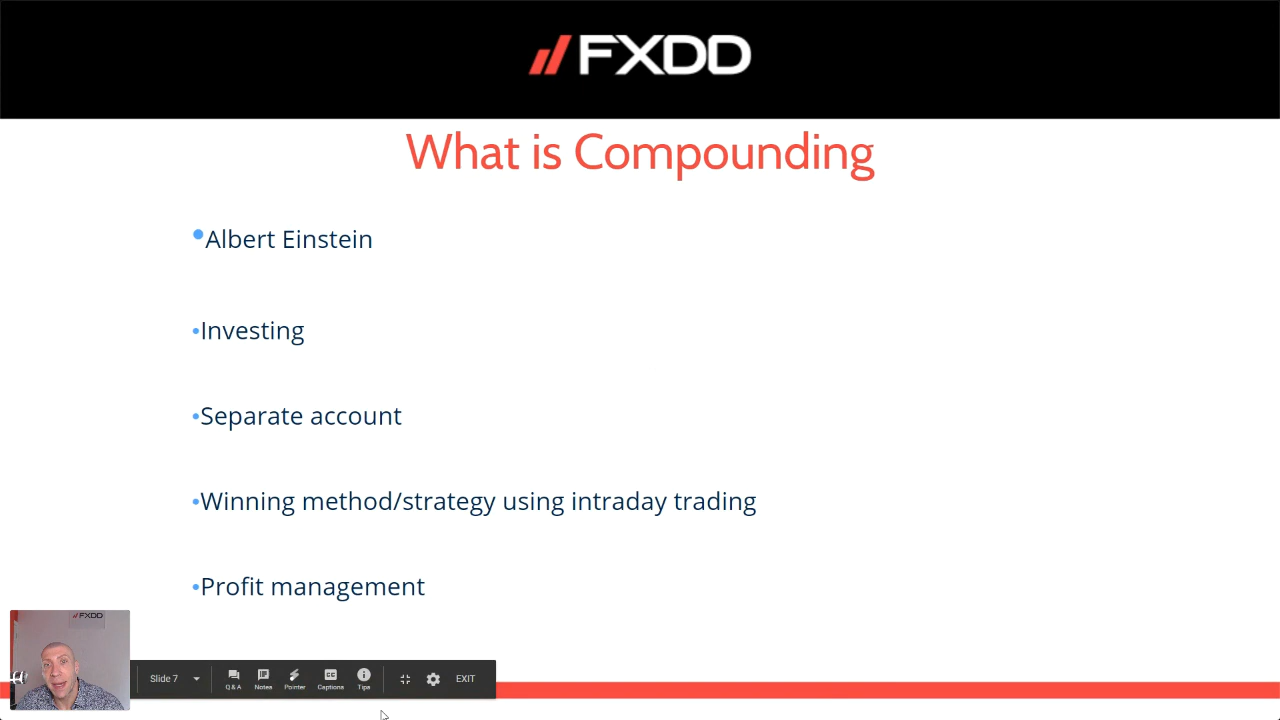 FXDD
What is Compounding
•Albert Einstein
•Investing
•Separate account
•Winning method/strategy using intraday trading
•Profit management
FXDD
Slide 7
Q & A
Notes
Pointer
Captions
Tips
EXIT